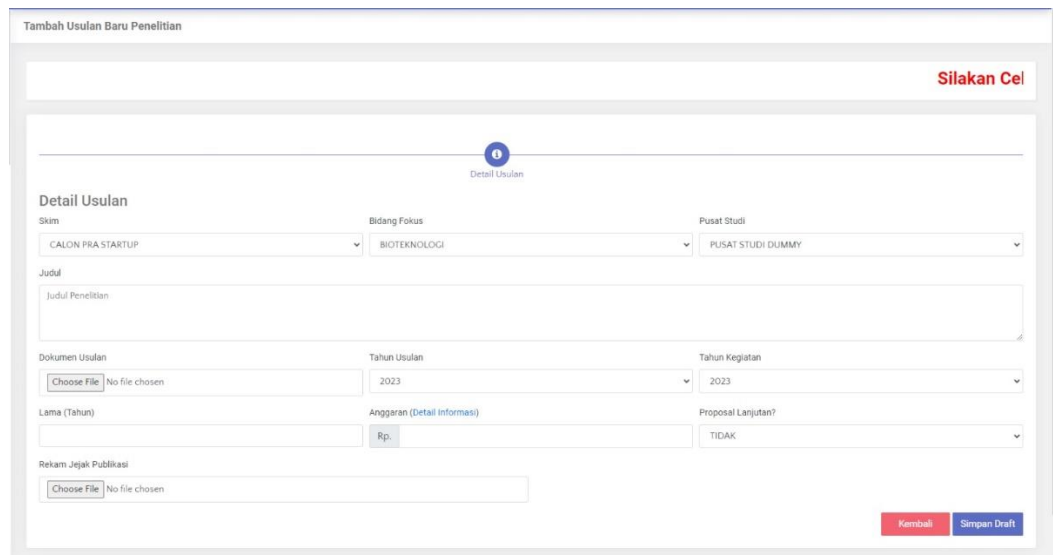 Tambah Usulan Baru Penelitian
Silakan Cel
Detail Usulan
Detail Usulan
Skim Bidang Fokus Pusat Studi
CALON PRA STARTUP BIOTEKNOLOGI PUSAT STUDI DUMMY
Judul
Judul Penelitian
Dokumen Usulan Tahun Usulan Tahun Kegiatan
Choose File No file chosen 2023 2023
Lama (Tahun) Anggaran (Detail Informasi) Proposal Lanjutan?
Rp. TIDAK
Rekam Jejak Publikasi
Choose File No file chosen
Kembali Simpan Draft